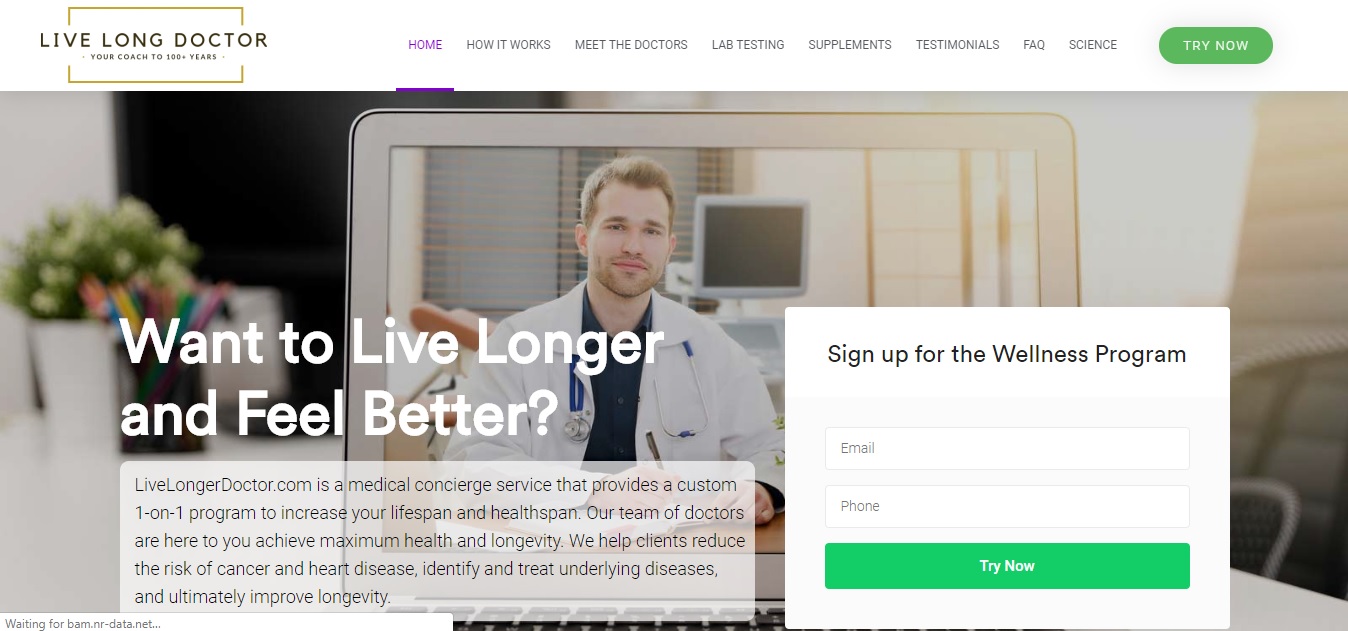 LIVE LONG DOCTOR
- YOUR COACH TO 100+ YEARS -
HOME
HOW IT WORKS
MEET THE DOCTORS
LAB TESTING
SUPPLEMENTS
TESTIMONIALS
FAQ
SCIENCE
TRY NOW
Want to Live Longer
and Feel Better?
LiveLongerDoctor.com is a medical concierge service that provides a custom
1-on-1 program to increase your lifespan and healthspan. Our team of doctors
are here to you achieve maximum health and longevity. We help clients reduce
the risk of cancer and heart disease, identify and treat underlying diseases,
and ultimately improve longevity.
Sign up for the Wellness Program
Email
Phone
Try Now
Waiting for bam.nr-data.net...